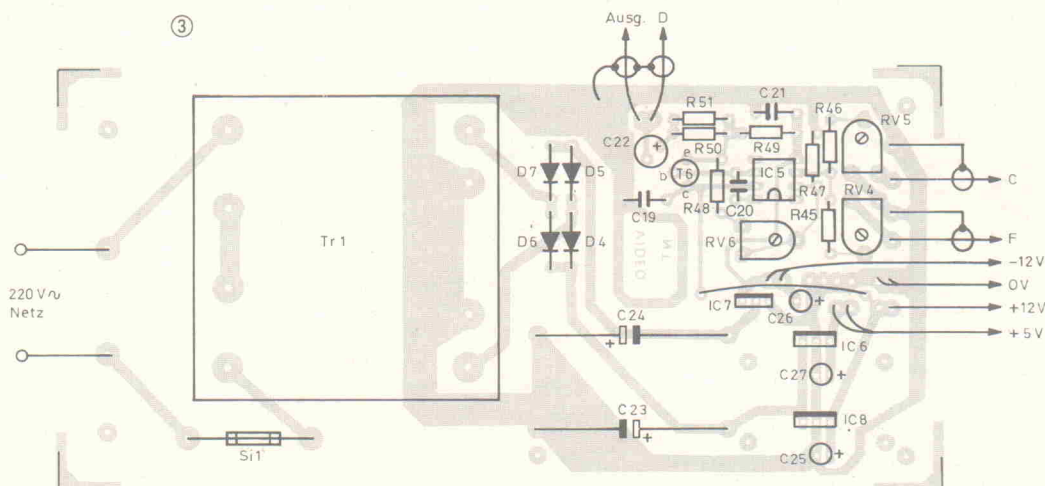 ③
Ausg. D
C21
R51
R46
RV5
C22
e
R50
R49
D7
D5
b
T6
IC5
C
c
R47
RV4
C19
R48
C20
R45
Tr1
D6
D4
RV6
F
VIDEO
TNT
-12V
220V~
Netz
0V
IC7
C26
+12V
C24
+5V
IC6
C27
C23
IC8
Si1
C25